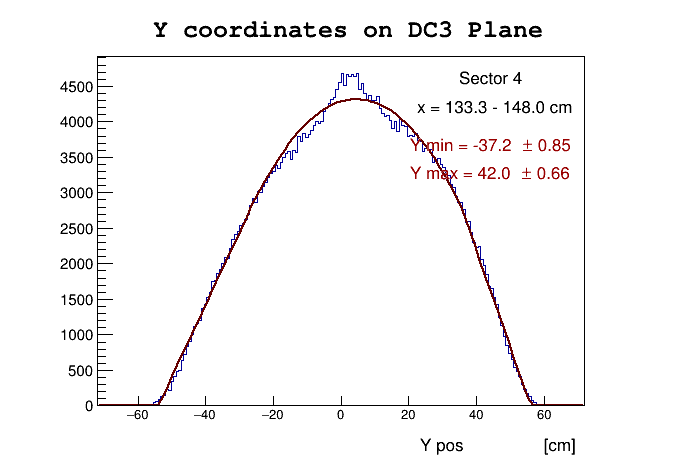 Y coordinates on DC3 Plane
Sector 4
x = 133.3 - 148.0 cm
Y min = -37.2 ± 0.85
Y max = 42.0 ± 0.66
4500
4000
3500
3000
2500
2000
1500
1000
500
0
−60 −40 −20 0 20 40 60
Y pos [cm]